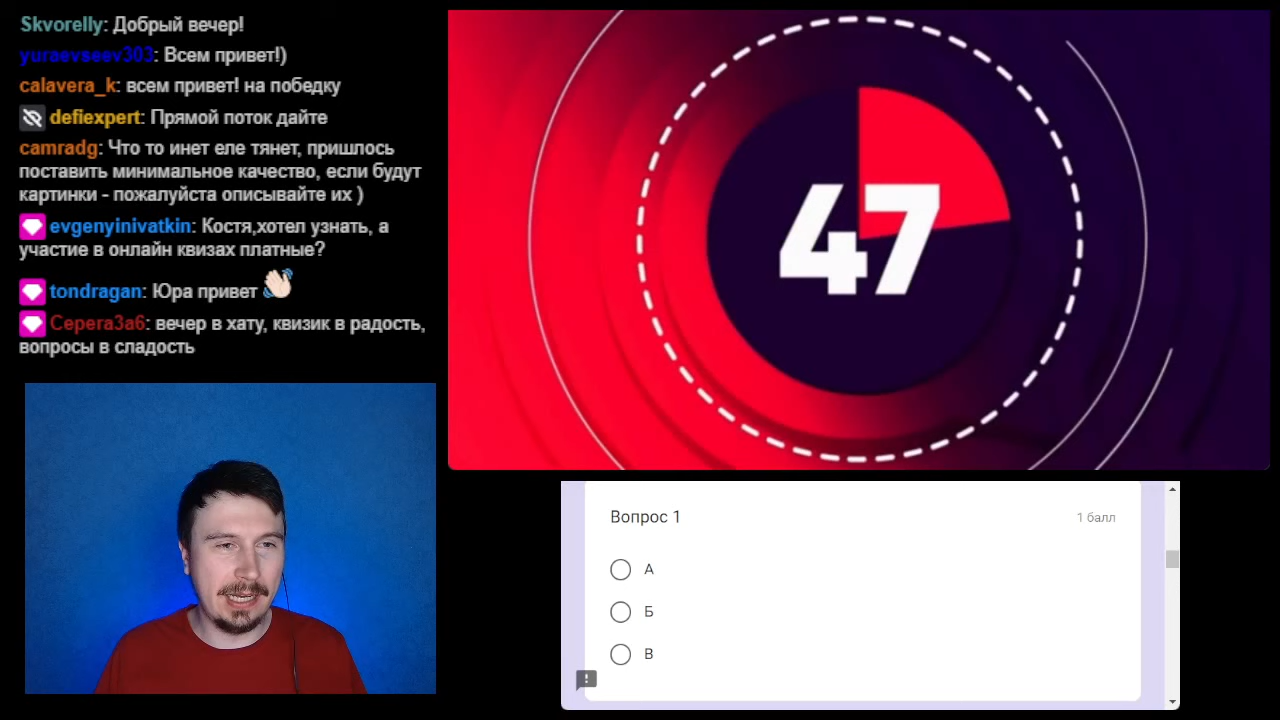 Skvorelly: Добрый вечер!
yuraevseev303: Всем привет!)
calavera_k: всем привет! на победку
defiexpert: Прямой поток дайте
camradg: Что то инет еле тянет, пришлось
поставить минимальное качество, если будут
картинки - пожалуйста описывайте их )
evgenyinivatkin: Костя,хотел узнать, а
участие в онлайн квизах платные?
tondragan: Юра привет
Серега3а6: вечер в хату, квизик в радость,
вопросы в сладость
47
Вопрос 1
1 балл
А
Б
В